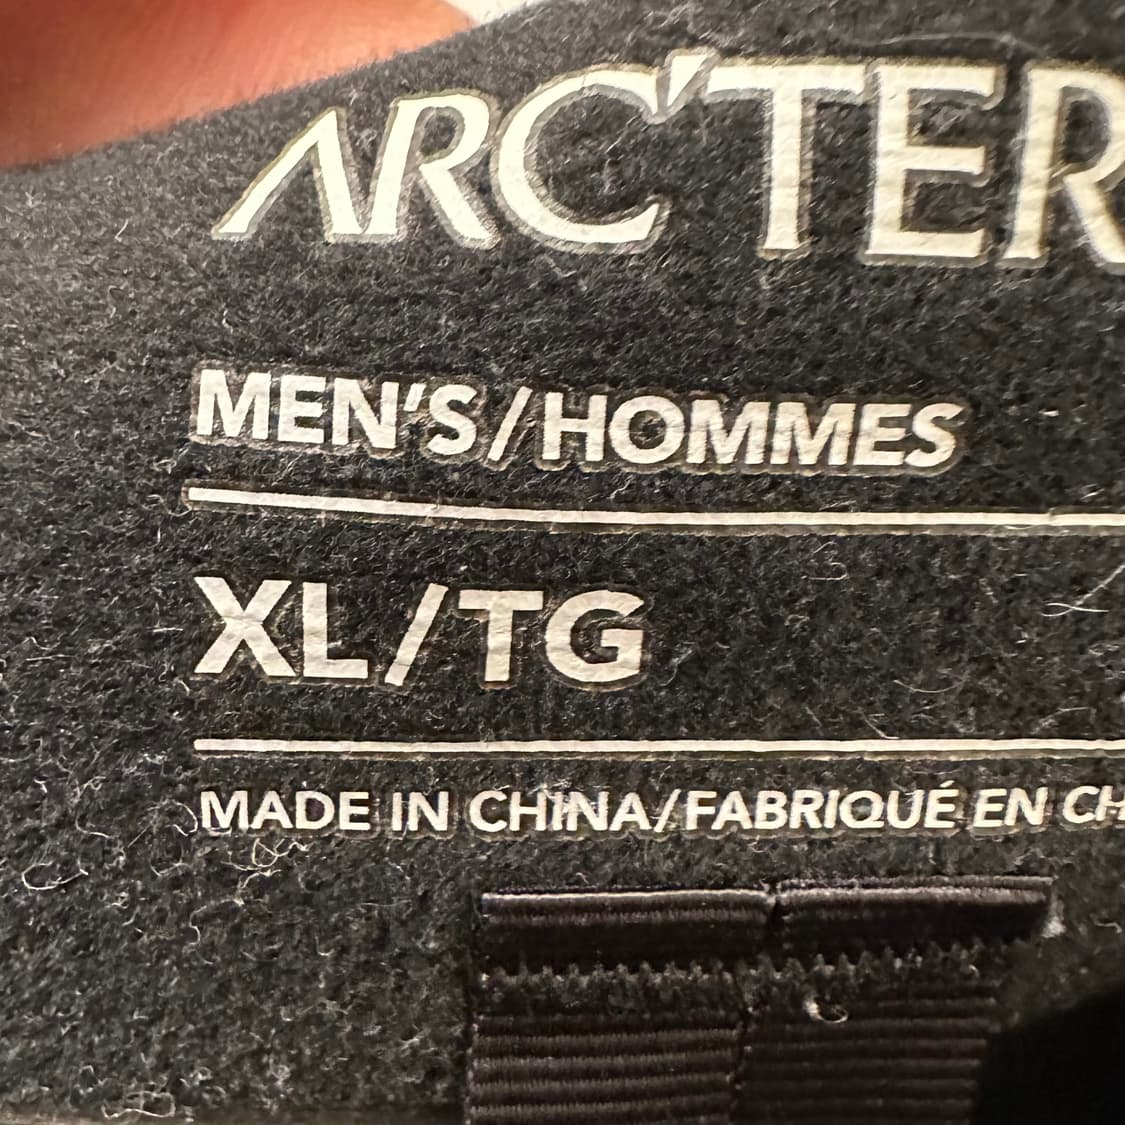 ARC'TER
MEN'S/HOMMES
XL/TG
MADE IN CHINA/FABRIQUÉ EN CH